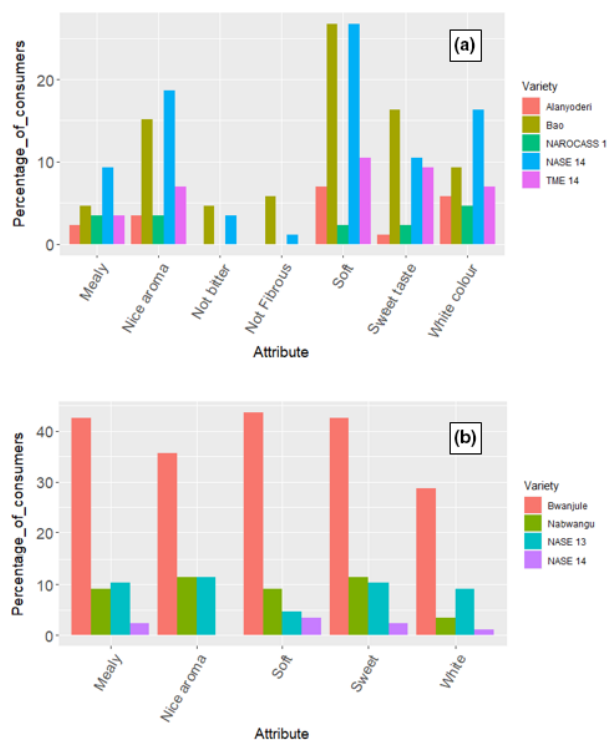 (a)
Percentage_of_consumers
20
10
0
Mealy
Nice aroma
Not bitter
Not Fibrous
Soft
Sweet taste
White colour
Attribute
Variety
Alanyoderi
Bao
NAROCASS 1
NASE 14
TME 14
(b)
Percentage_of_consumers
40
30
20
10
0
Mealy
Nice aroma
Soft
Sweet
White
Attribute
Variety
Bwanjule
Nabwangu
NASE 13
NASE 14